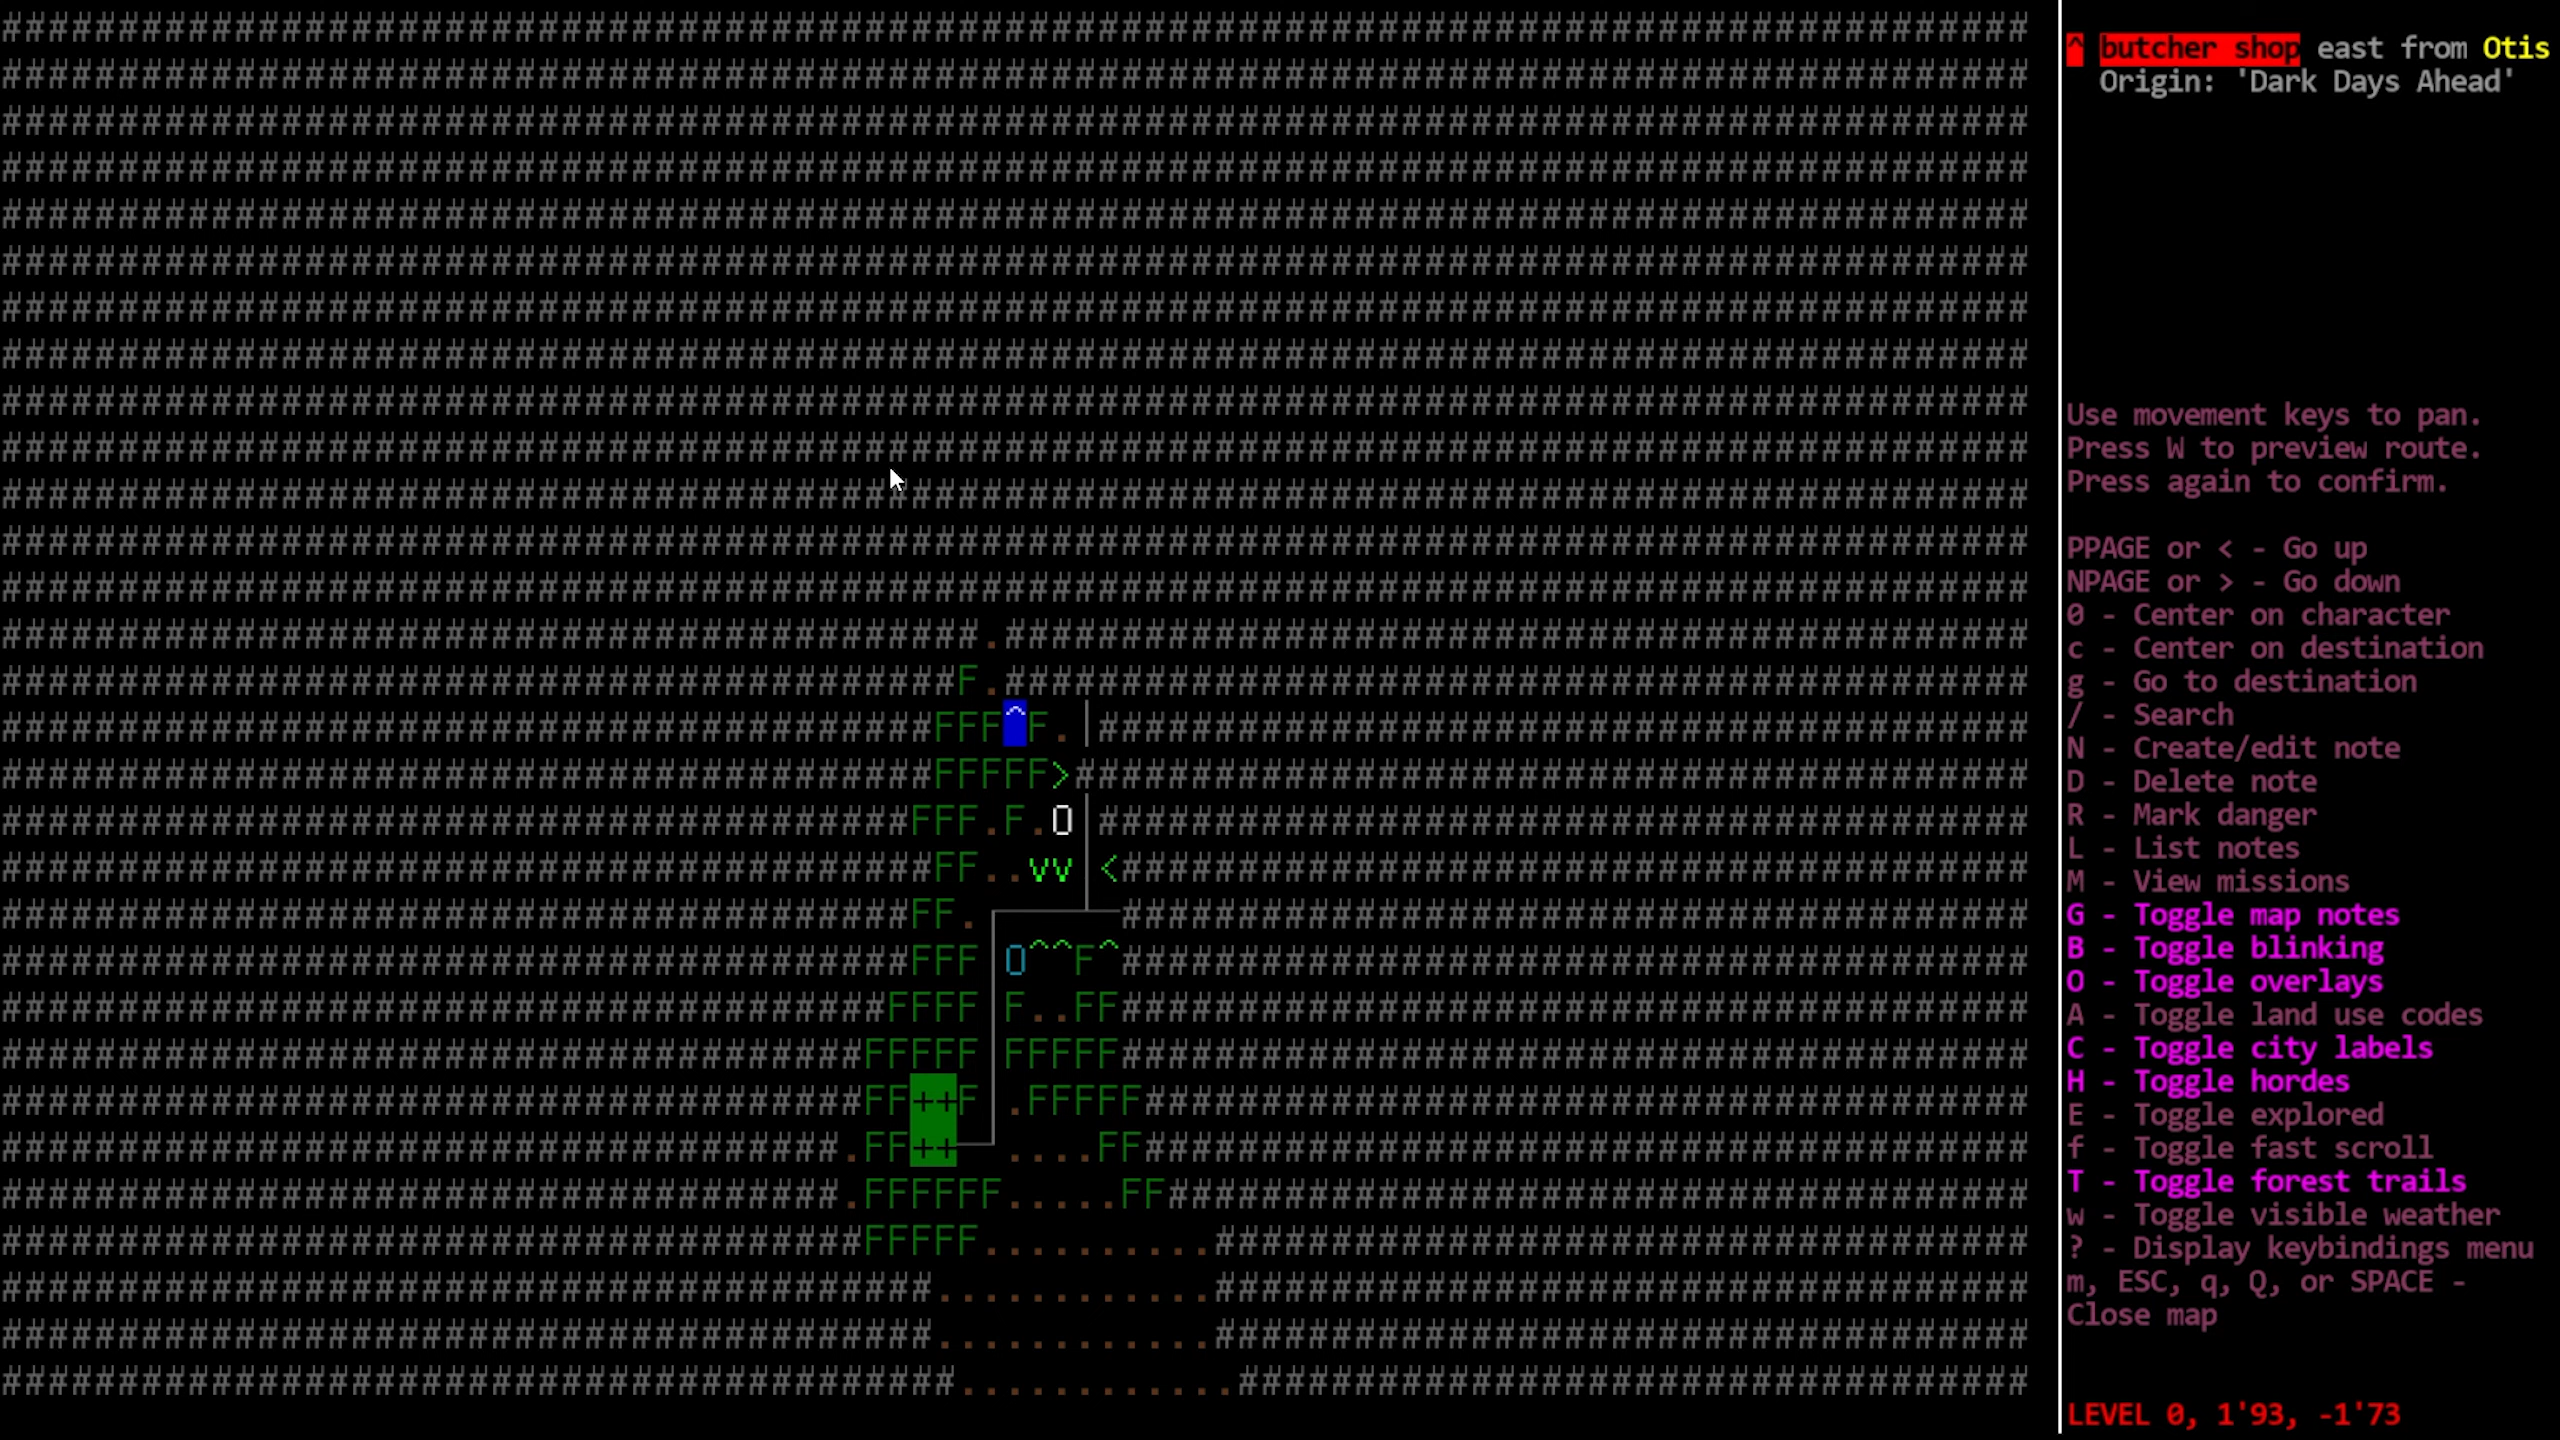 ^ butcher shop east from Otis
Origin: 'Dark Days Ahead'
Use movement keys to pan.
Press W to preview route.
Press again to confirm.
PPAGE or < - Go up
NPAGE or > - Go down
0 - Center on character
c - Center on destination
g - Go to destination
/ - Search
N - Create/edit note
D - Delete note
R - Mark danger
L - List notes
M - View missions
G - Toggle map notes
B - Toggle blinking
O - Toggle overlays
A - Toggle land use codes
C - Toggle city labels
H - Toggle hordes
E - Toggle explored
f - Toggle fast scroll
T - Toggle forest trails
w - Toggle visible weather
? - Display keybindings menu
m, ESC, q, Q, or SPACE -
Close map
LEVEL 0, 1'93, -1'73